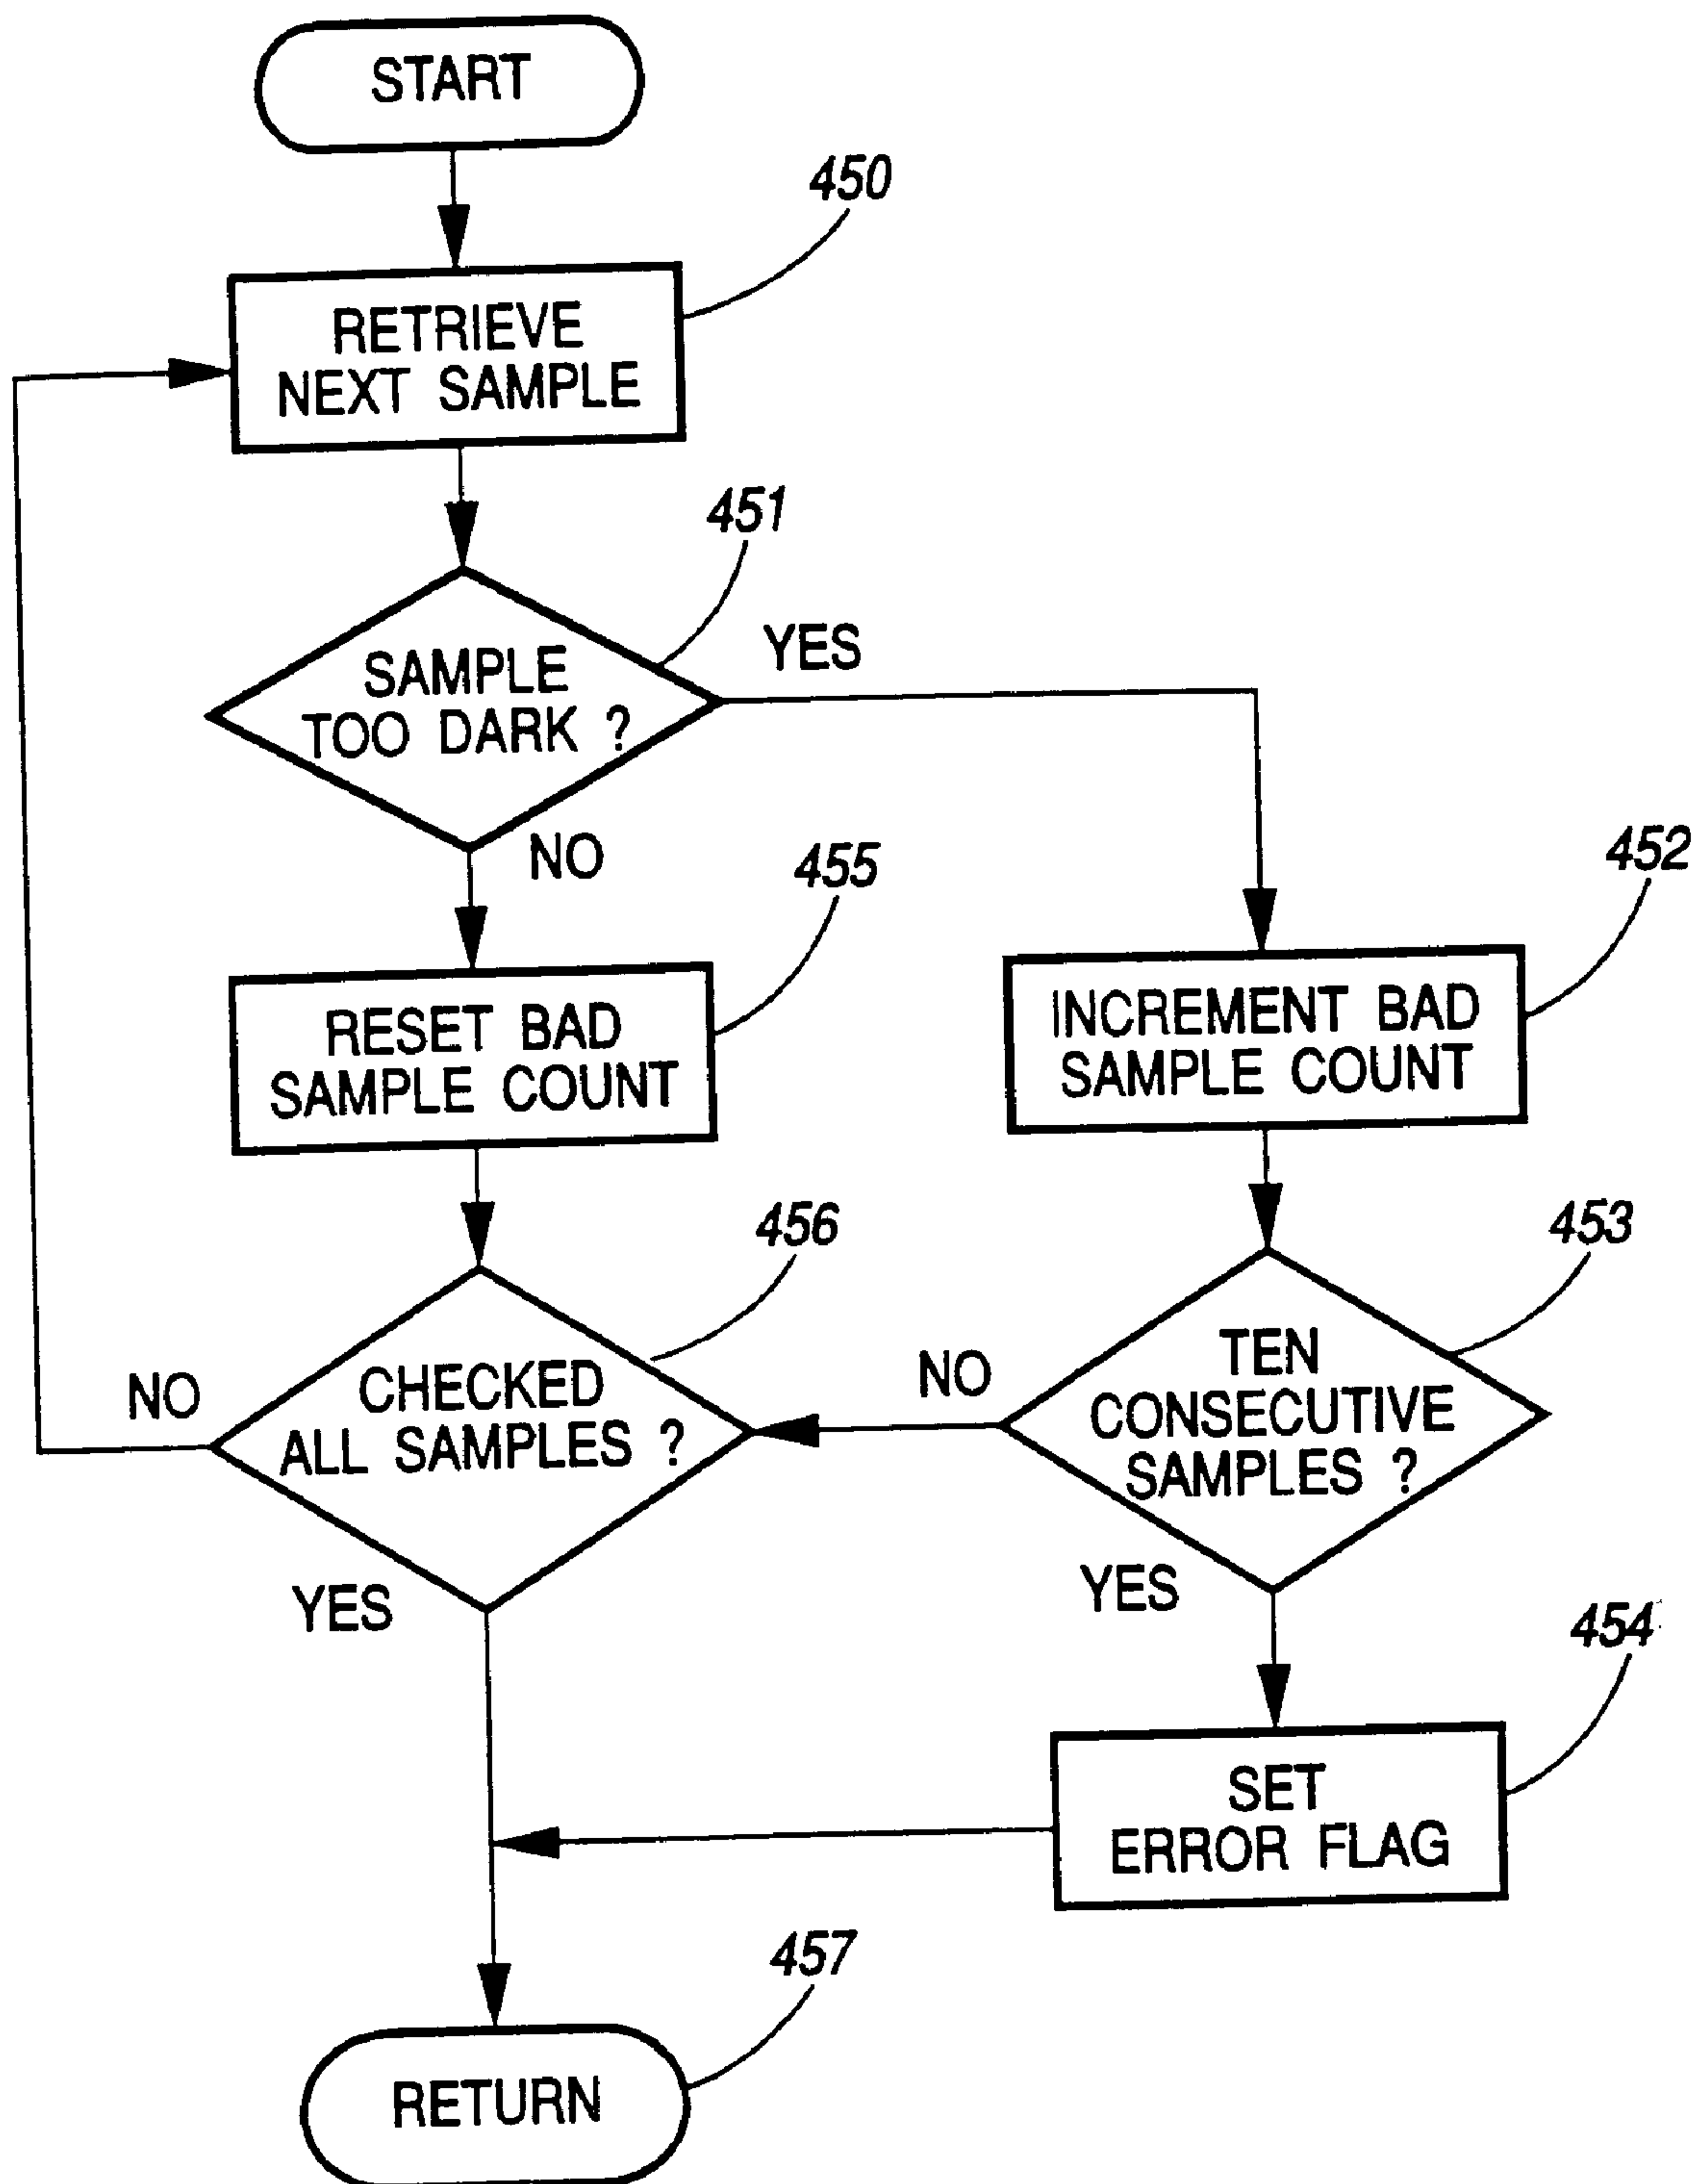 START
450
RETRIEVE
NEXT SAMPLE
451
SAMPLE
TOO DARK ?
YES
NO
455
452
RESET BAD
SAMPLE COUNT
INCREMENT BAD
SAMPLE COUNT
456
453
NO
CHECKED
ALL SAMPLES ?
NO
TEN
CONSECUTIVE
SAMPLES ?
YES
YES
454
SET
ERROR FLAG
457
RETURN